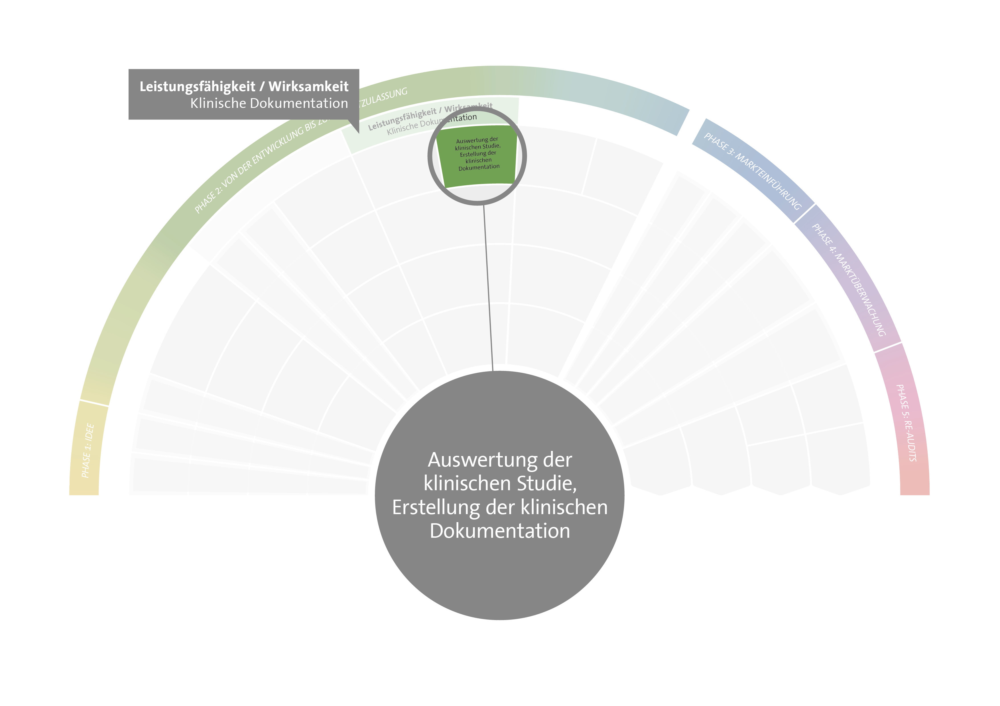 Leistungsfähigkeit / Wirksamkeit
Klinische Dokumentation
PHASE 1: IDEE
PHASE 2: VON DER ENTWICKLUNG BIS
Leistungsfähigkeit / Wirksamkeit
Klinische Dokumentation
Auswertung der
klinischen Studie,
Erstellung der
klinischen
Dokumentation
PHASE 3: MARKTEINFÜHRUNG
PHASE 4: MARKTÜBERWACHUNG
PHASE 5: RE-AUDITS
Auswertung der
klinischen Studie,
Erstellung der klinischen
Dokumentation